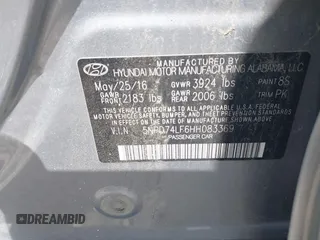 MANUFACTURED BY
HYUNDAI MOTOR MANUFACTURING ALABAMA, LLC
May/25/16 GVWR 3924 lbs PAINT 8S
GAWR FRONT 2183 lbs GAWR REAR 2006 lbs TRIM PK
THIS VEHICLE CONFORMS TO ALL APPLICABLE U.S.A. FEDERAL
MOTOR VEHICLE SAFETY, BUMPER, AND THEFT PREVENTION STANDARDS
IN EFFECT ON THE DATE OF MANUFACTURE SHOWN ABOVE.
V.I.N 5NPD74LF6HH083369
PASSENGER CAR
DAMAGEBID